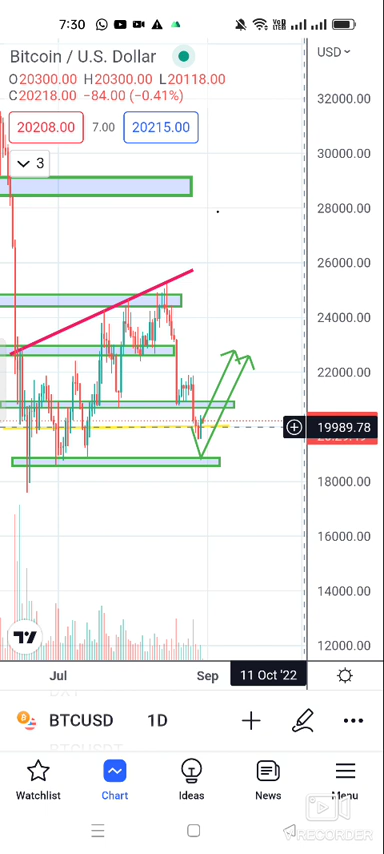 7:30
Bitcoin / U.S. Dollar
USD
O20300.00 H20300.00 L20118.00
C20218.00 −84.00 (−0.41%)
20208.00 7.00 20215.00
3
32000.00
30000.00
28000.00
26000.00
24000.00
22000.00
19989.78
18000.00
16000.00
14000.00
12000.00
Jul Sep 11 Oct '22
BTCUSD 1D
Watchlist Chart Ideas News Menu
RECORDER